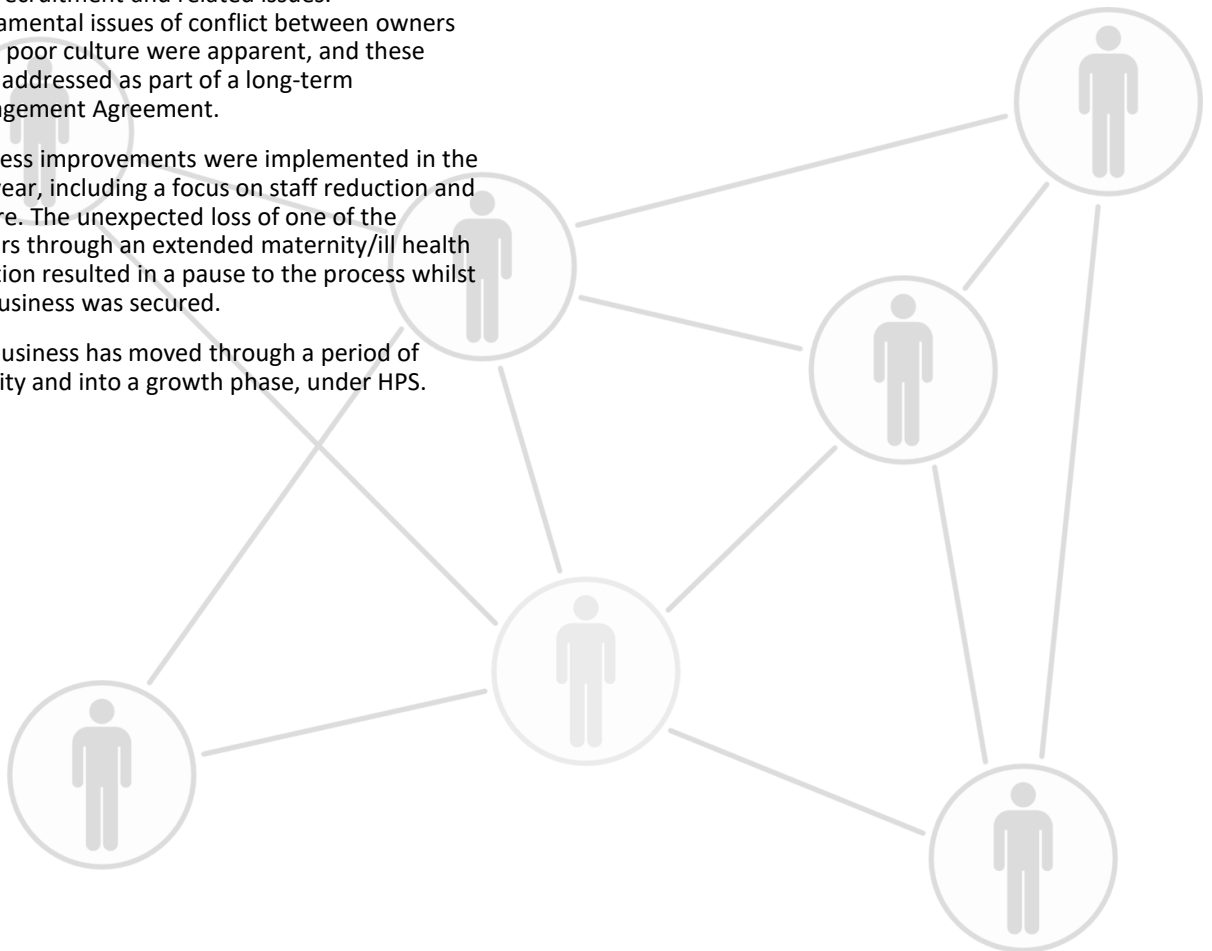 recruitment and related issues.
amental issues of conflict between owners
poor culture were apparent, and these
addressed as part of a long-term
agement Agreement.
ess improvements were implemented in the
year, including a focus on staff reduction and
re. The unexpected loss of one of the
rs through an extended maternity/ill health
tion resulted in a pause to the process whilst
usiness was secured.
usiness has moved through a period of
ity and into a growth phase, under HPS.